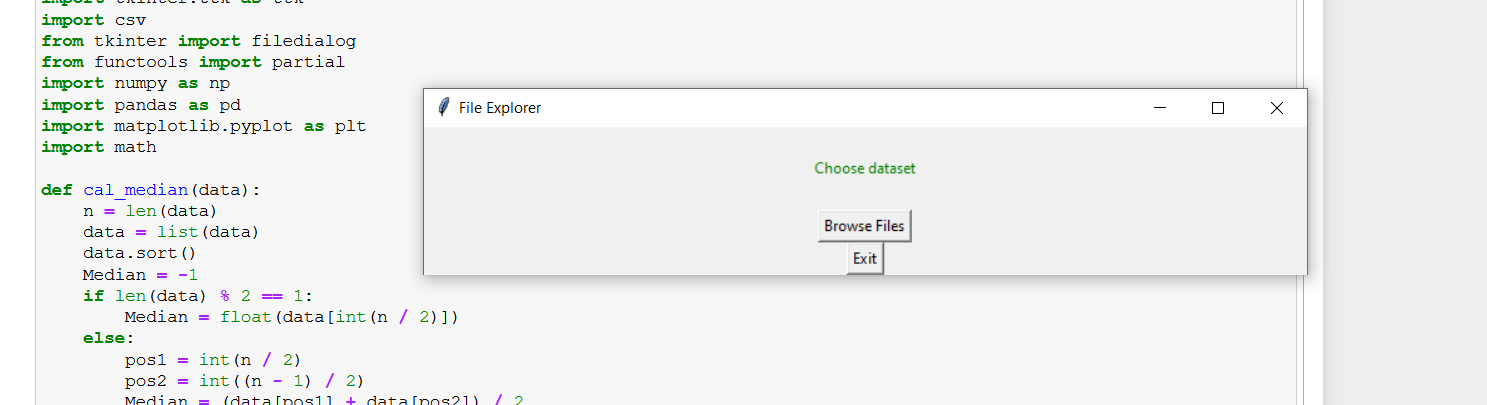 import tkinter.ttk as ttk
import csv
from tkinter import filedialog
from functools import partial
import numpy as np
import pandas as pd
import matplotlib.pyplot as plt
import math
def cal_median(data):
    n = len(data)
    data = list(data)
    data.sort()
    Median = -1
    if len(data) % 2 == 1:
        Median = float(data[int(n / 2)])
    else:
        pos1 = int(n / 2)
        pos2 = int((n - 1) / 2)
        Median = (data[pos1] + data[pos2]) / 2
File Explorer
Choose dataset
Browse Files
Exit